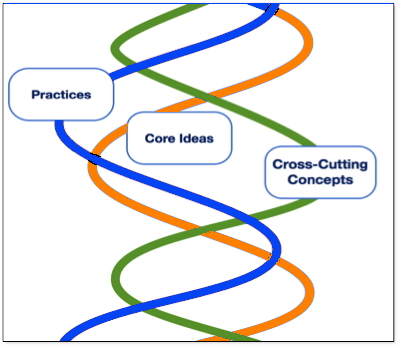 Practices
Core Ideas
Cross-Cutting
Concepts